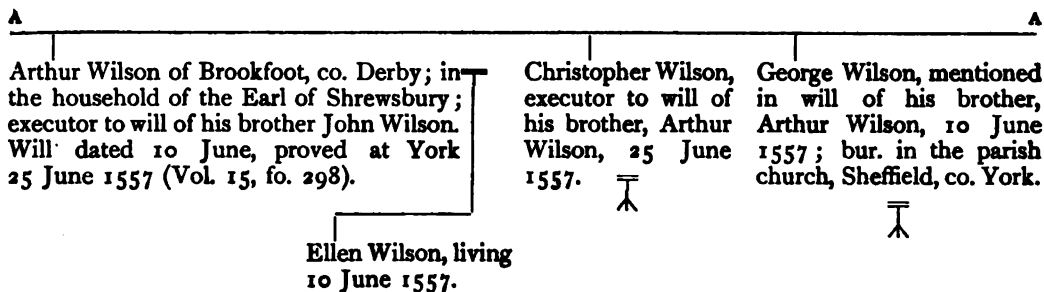 A A
Arthur Wilson of Brookfoot, co. Derby; in
the household of the Earl of Shrewsbury;
executor to will of his brother John Wilson.
Will dated 10 June, proved at York
25 June 1557 (Vol. 15, fo. 298).
Christopher Wilson,
executor to will of
his brother, Arthur
Wilson, 25 June
1557.
George Wilson, mentioned
in will of his brother,
Arthur Wilson, 10 June
1557; bur. in the parish
church, Sheffield, co. York.
Ellen Wilson, living
10 June 1557.